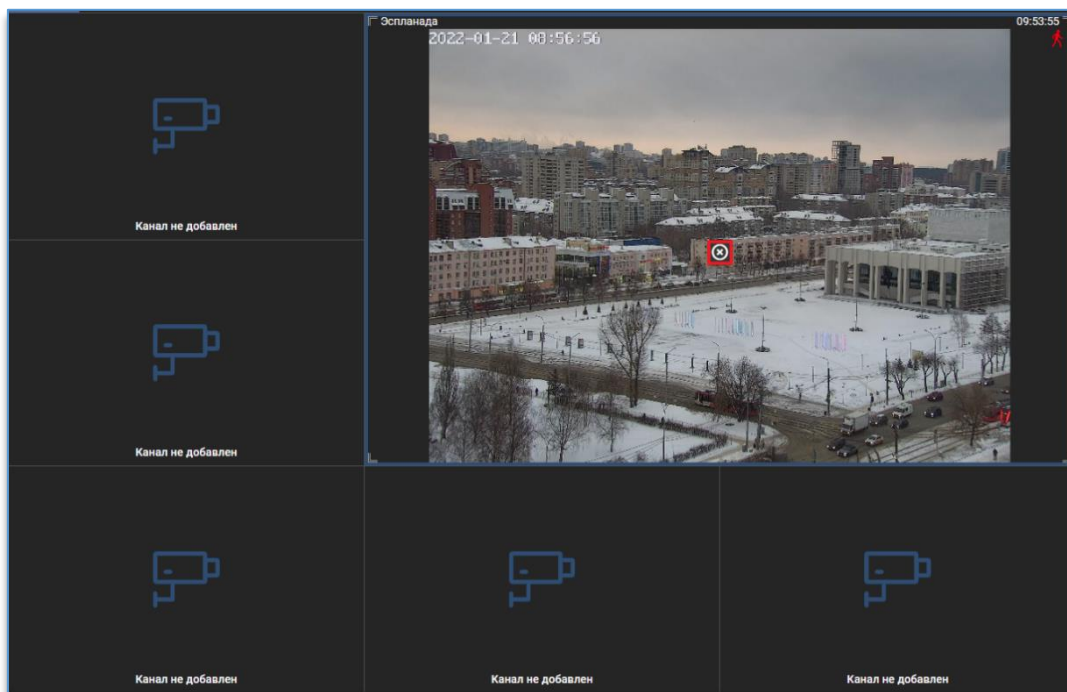 Эспланада
09:53:55
2022-01-21 08:56:56
Канал не добавлен
Канал не добавлен
Канал не добавлен
Канал не добавлен
Канал не добавлен